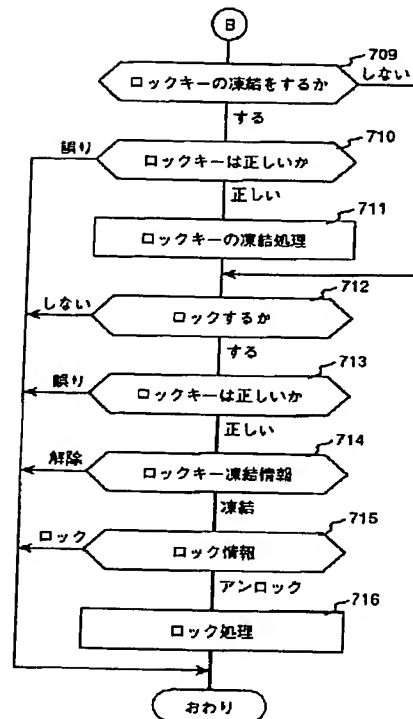 B
709
ロックキーの凍結をするか
しない
する
710
誤り
ロックキーは正しいか
正しい
711
ロックキーの凍結処理
712
しない
ロックするか
する
713
誤り
ロックキーは正しいか
正しい
714
解除
ロックキー凍結情報
凍結
715
ロック
ロック情報
アンロック
716
ロック処理
おわり